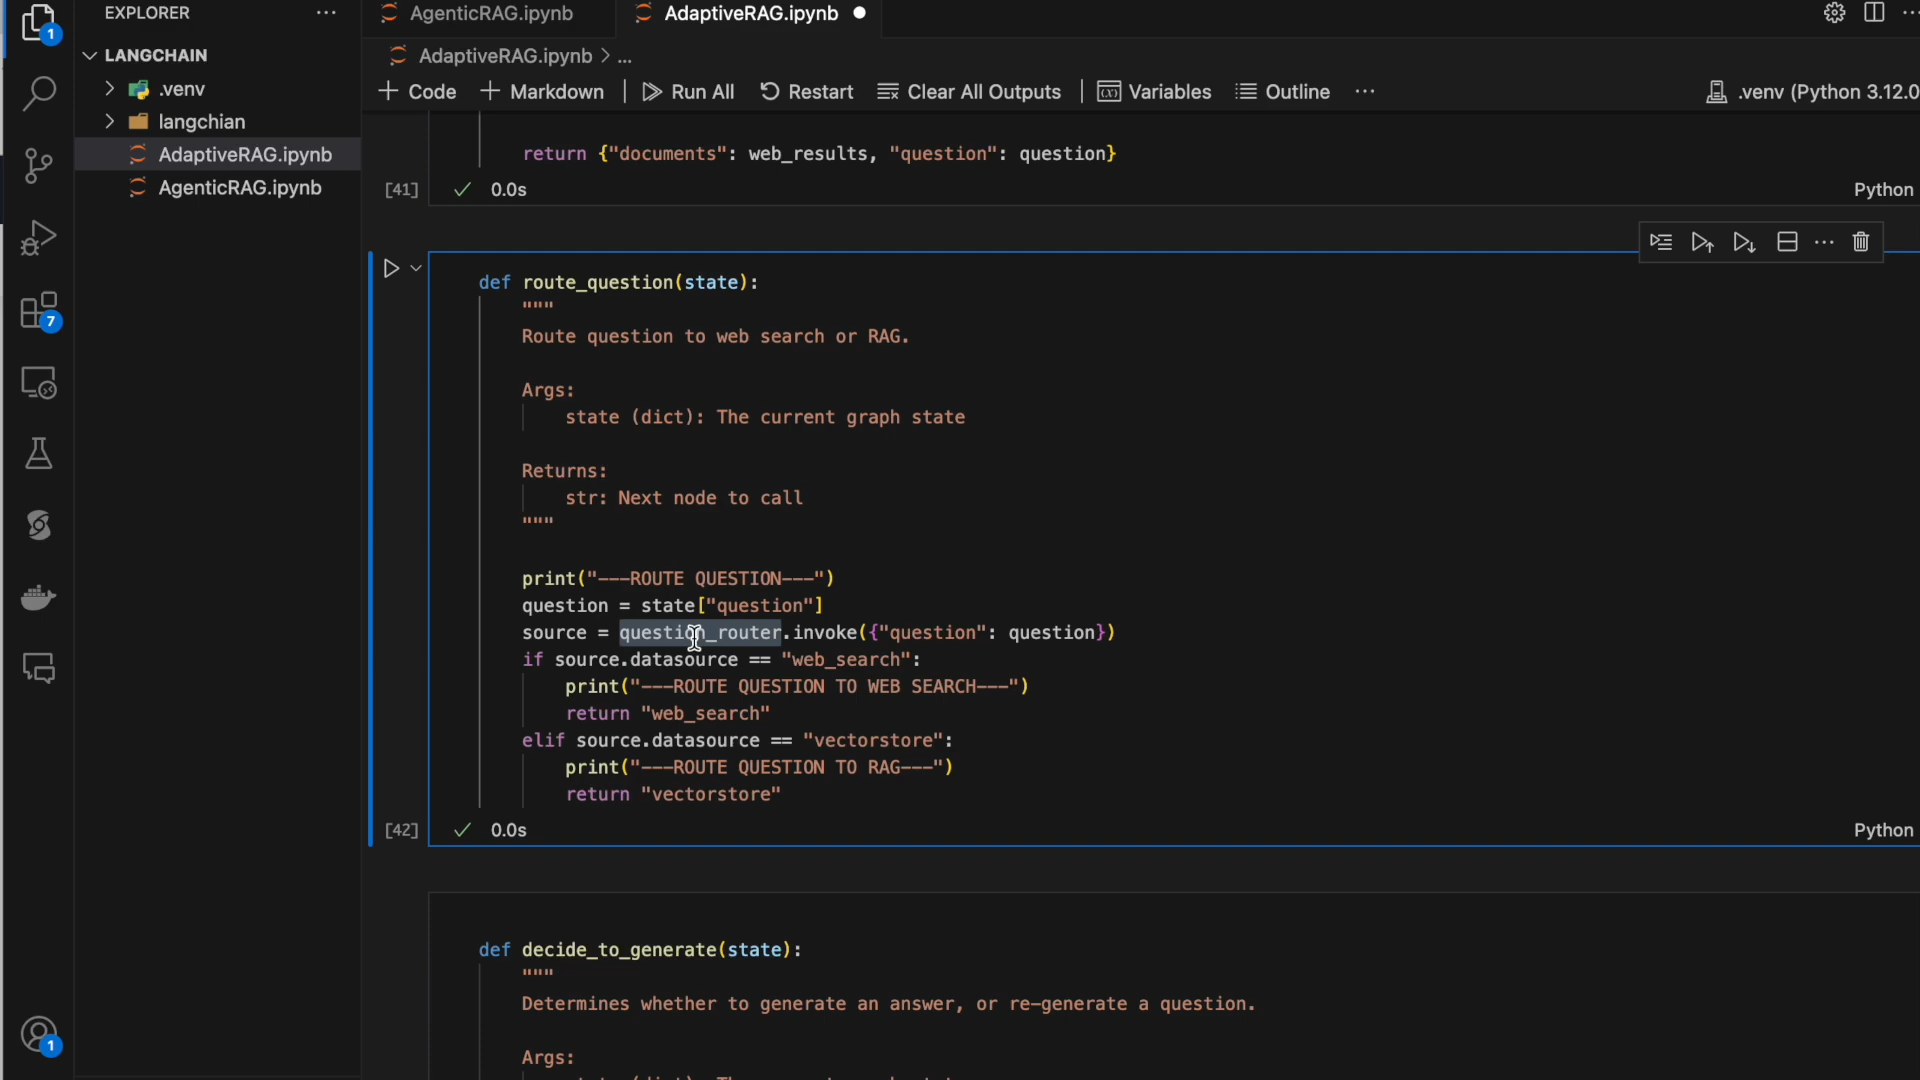 EXPLORER
AgenticRAG.ipynb
AdaptiveRAG.ipynb
1
LANGCHAIN
AdaptiveRAG.ipynb > ...
.venv
Code
Markdown
Run All
Restart
Clear All Outputs
Variables
Outline
.venv (Python 3.12.0
langchian
AdaptiveRAG.ipynb
AgenticRAG.ipynb
return {"documents": web_results, "question": question}
[41]
0.0s
Python
7
def route_question(state):
"""
Route question to web search or RAG.
Args:
state (dict): The current graph state
Returns:
str: Next node to call
"""
print("---ROUTE QUESTION---")
question = state["question"]
source = question_router.invoke({"question": question})
if source.datasource == "web_search":
print("---ROUTE QUESTION TO WEB SEARCH---")
return "web_search"
elif source.datasource == "vectorstore":
print("---ROUTE QUESTION TO RAG---")
return "vectorstore"
[42]
0.0s
Python
def decide_to_generate(state):
"""
Determines whether to generate an answer, or re-generate a question.
1
Args: